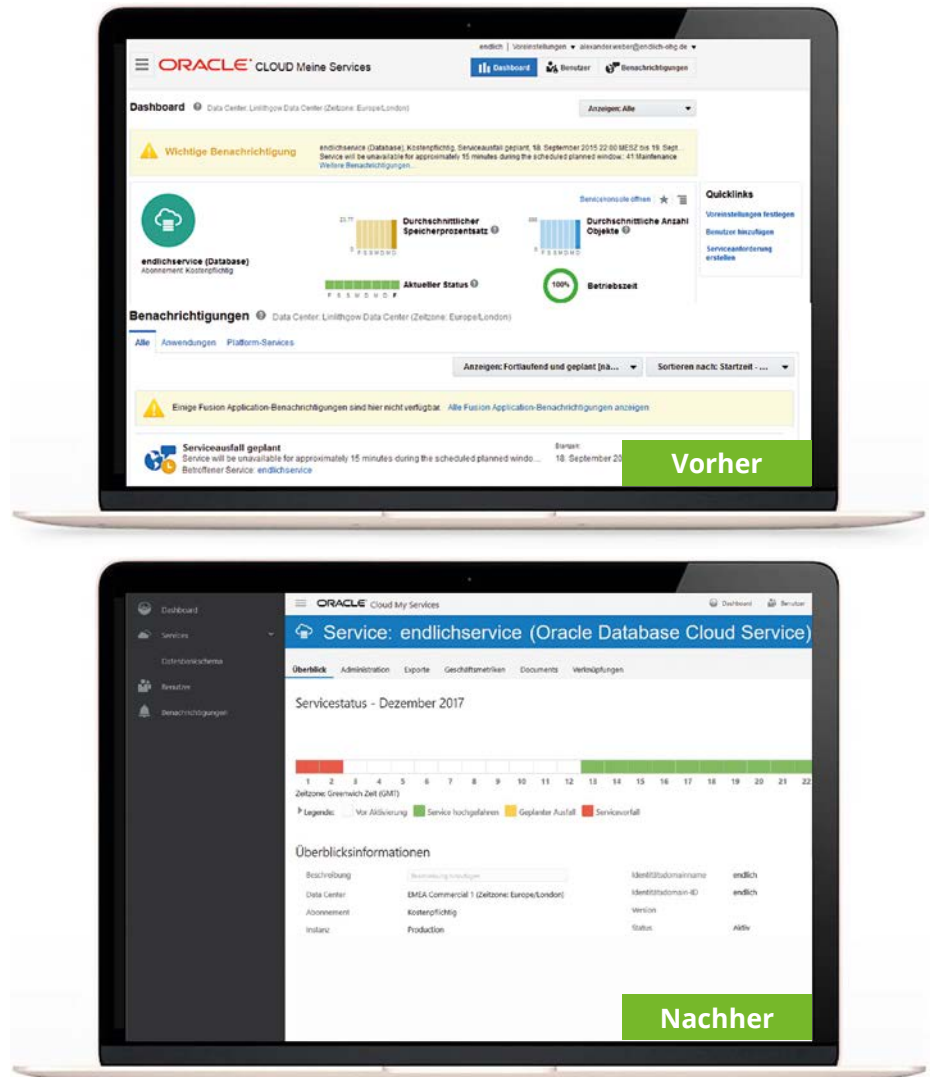 endlich | Voreinstellungen ▼ alexander.weber@endlich-ohg.de ▼
ORACLE CLOUD Meine Services
Dashboard Benutzer Benachrichtigungen
Dashboard Data Center: Linlithgow Data Center (Zeitzone: Europe/London)
Anzeigen: Alle
Wichtige Benachrichtigung
endlichservice (Database), Kostenpflichtig, Serviceausfall geplant, 18. September 2015 22:00 MESZ bis 19. Sept...
Service will be unavailable for approximately 15 minutes during the scheduled planned window.: 41 Maintenance
Weitere Benachrichtigungen...
Serviceconsole öffnen
Quicklinks
Voreinstellungen festlegen
Benutzer hinzufügen
Serviceanforderung erstellen
endlichservice (Database)
Abonnement: Kostenpflichtig
23.77
0
F S S M D M D
Durchschnittlicher Speicherprozentsatz
0
F S S M D M D
Durchschnittliche Anzahl Objekte
F S S M D M D F
Aktueller Status
100%
Betriebszeit
Benachrichtigungen Data Center: Linlithgow Data Center (Zeitzone: Europe/London)
Alle Anwendungen Platform-Services
Anzeigen: Fortlaufend und geplant [nä... Sortieren nach: Startzeit - ...
Einige Fusion Application-Benachrichtigungen sind hier nicht verfügbar. Alle Fusion Application-Benachrichtigungen anzeigen
Serviceausfall geplant
Service will be unavailable for approximately 15 minutes during the scheduled planned windo...
Betroffener Service: endlichservice
Startzeit:
18. September 20
Vorher
Dashboard
Services
Datenbankschema
Benutzer
Benachrichtigungen
ORACLE Cloud My Services
Dashboard Benutzer
Service: endlichservice (Oracle Database Cloud Service)
Überblick Administration Exporte Geschäftsmetriken Documents Verknüpfungen
Servicestatus - Dezember 2017
1 2 3 4 5 6 7 8 9 10 11 12 13 14 15 16 17 18 19 20 21 22
Zeitzone: Greenwich Zeit (GMT)
Legende: Vor Aktivierung Service hochgefahren Geplanter Ausfall Servicevorfall
Überblicksinformationen
Beschreibung
Data Center EMEA Commercial 1 (Zeitzone: Europe/London)
Abonnement Kostenpflichtig
Instanz Production
Identitätsdomainname endlich
Identitätsdomain-ID endlich
Version
Status Aktiv
Nachher